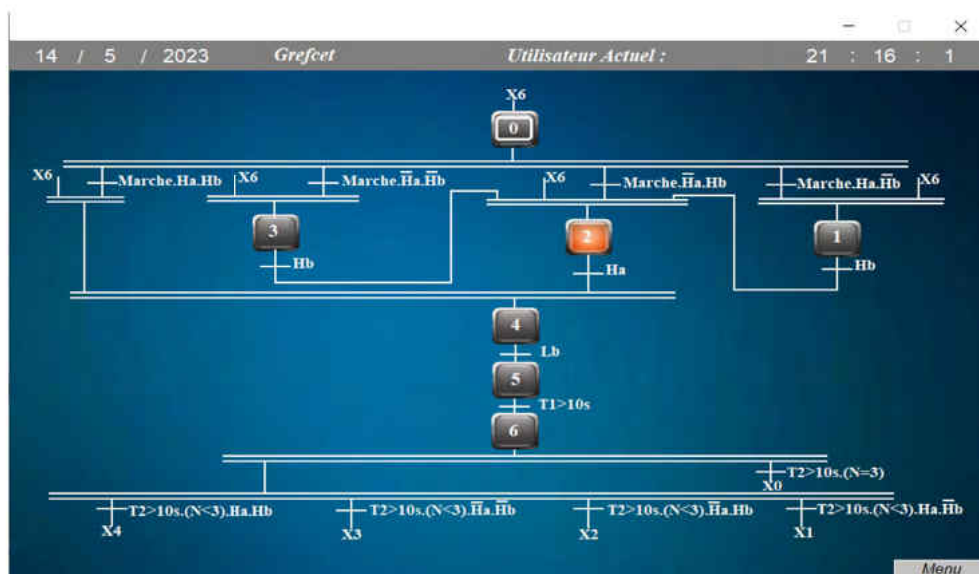 14 / 5 / 2023 Grefcet Utilisateur Actuel : 21 : 16 : 1
X6
0
X6 Marche.Ha.Hb X6 Marche.H̅a.H̅b X6 Marche.H̅a.Hb Marche.Ha.H̅b X6
3 2 1
Hb Ha Hb
4
Lb
5
T1>10s
6
T2>10s.(N=3)
X0
T2>10s.(N<3).Ha.Hb T2>10s.(N<3).H̅a.H̅b T2>10s.(N<3).H̅a.Hb T2>10s.(N<3).Ha.H̅b
X4 X3 X2 X1
Menu